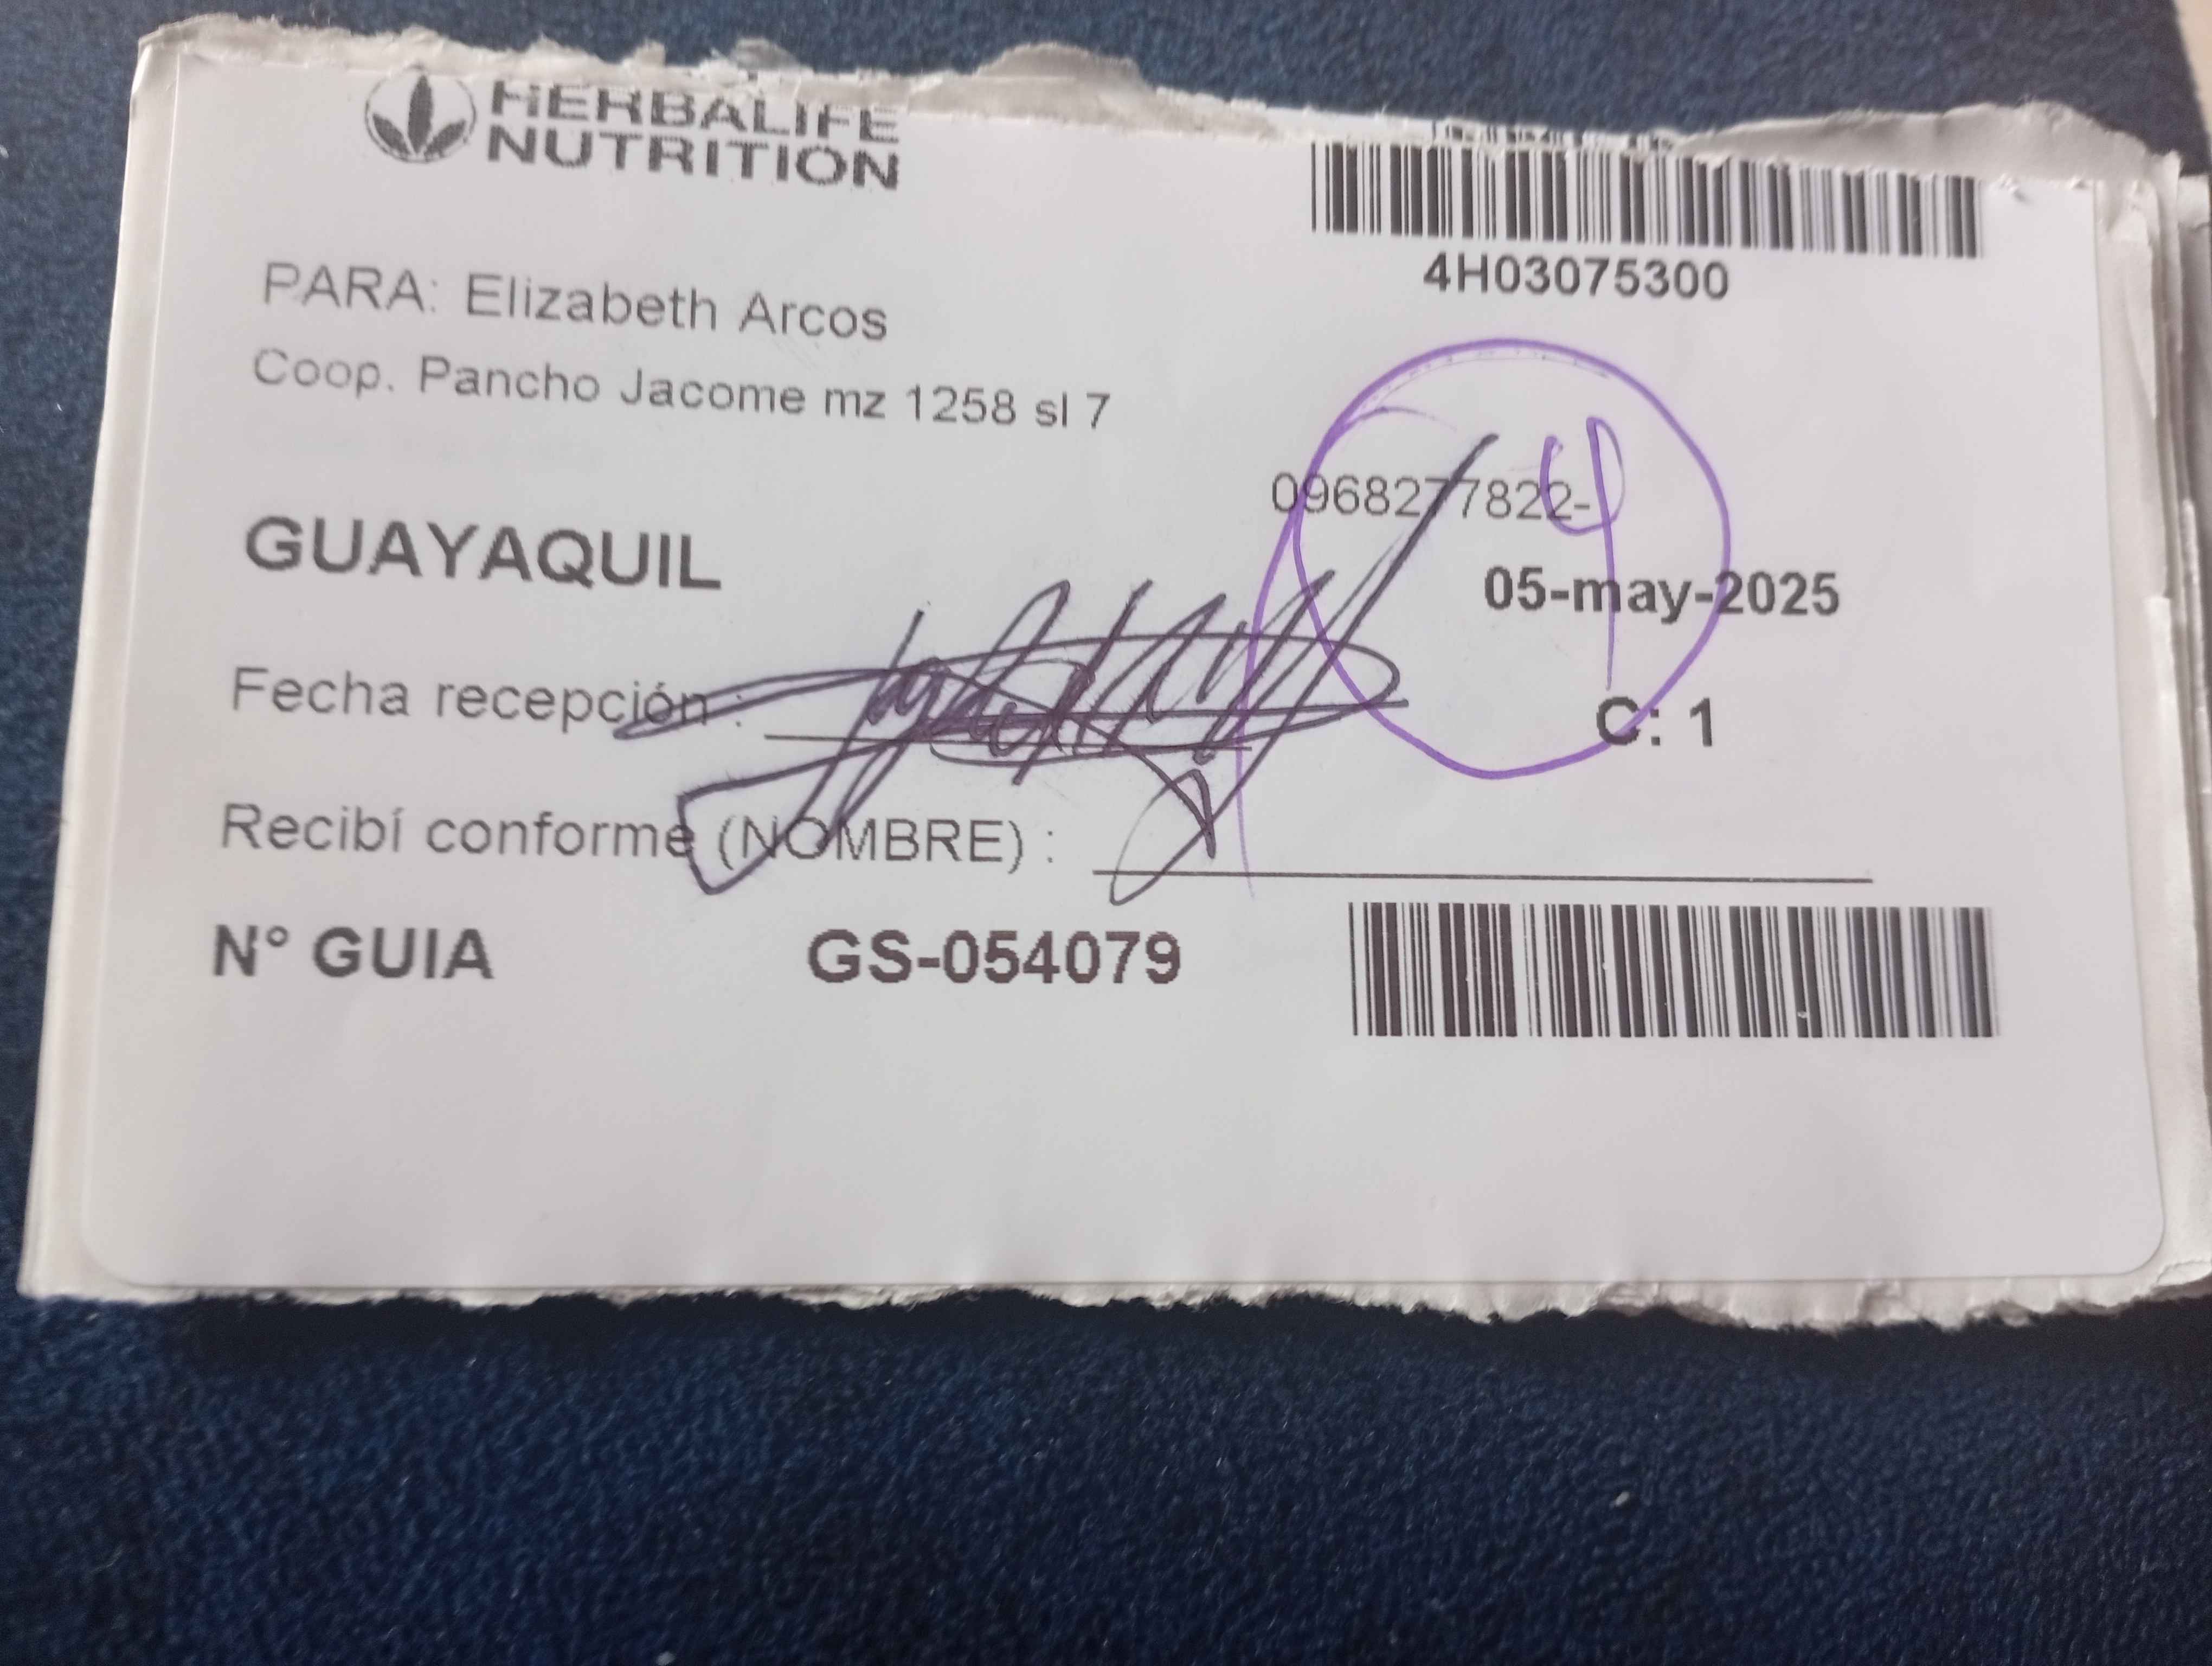 HERBALIFE
NUTRITION
4H03075300
PARA: Elizabeth Arcos
Coop. Pancho Jacome mz 1258 sl 7
0968277822-
4
GUAYAQUIL
05-may-2025
Fecha recepción :
C: 1
Recibí conforme (NOMBRE) :
N° GUIA GS-054079